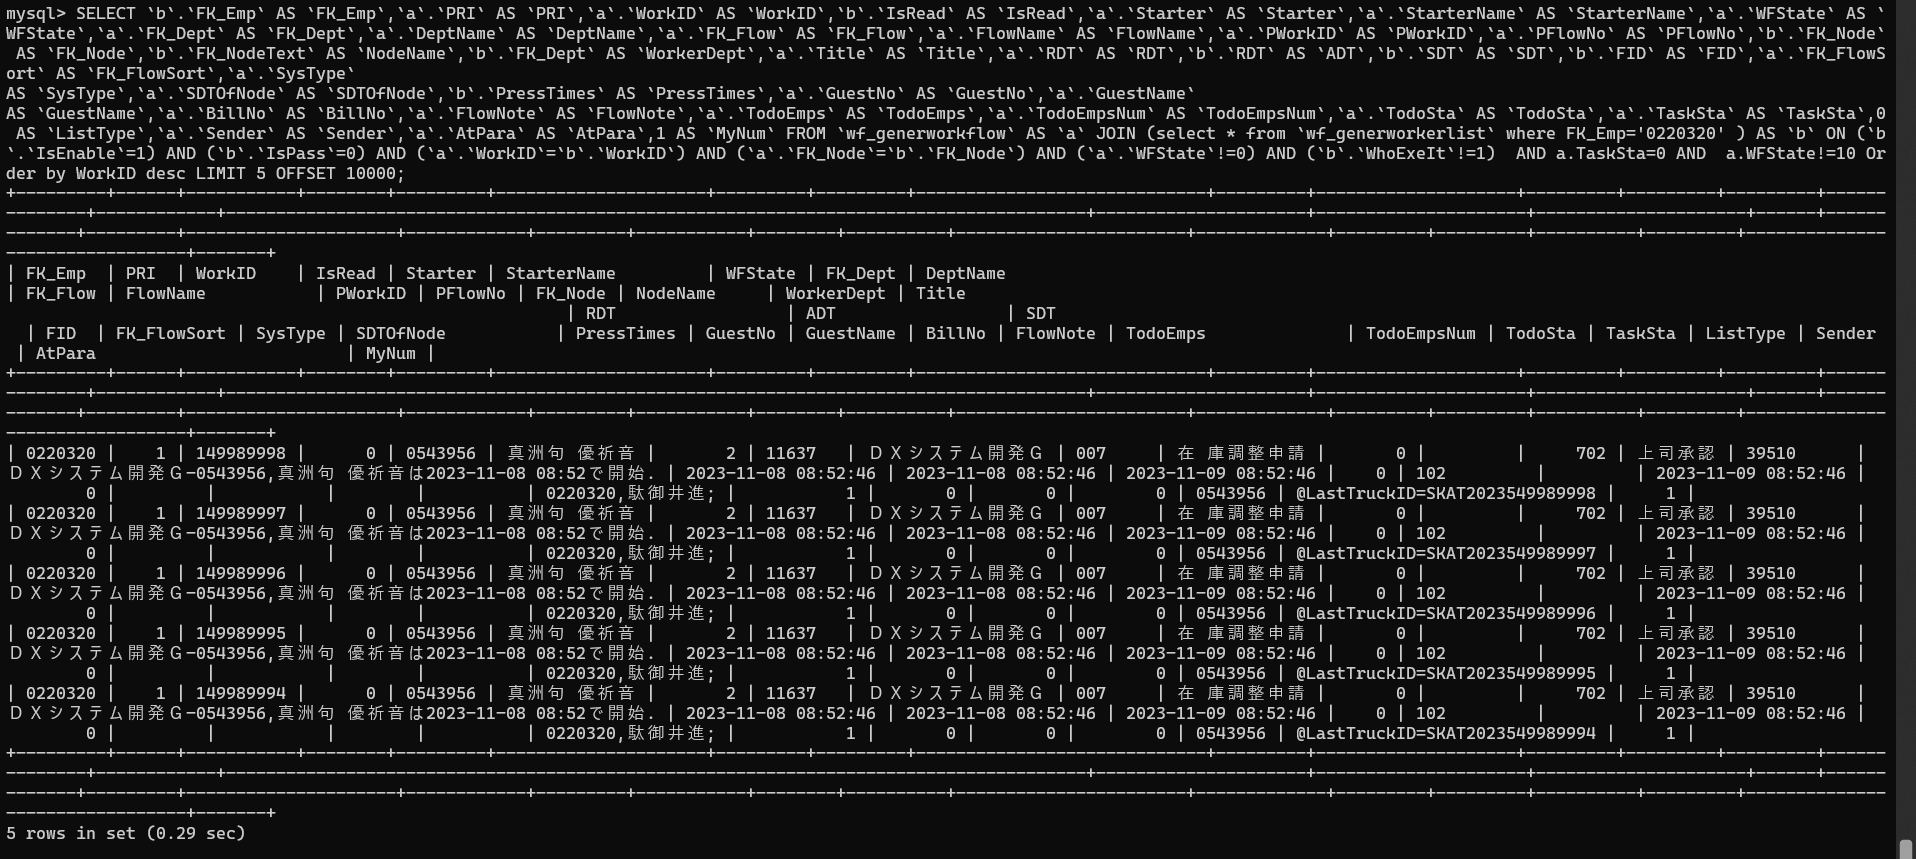 mysql> SELECT `b`.`FK_Emp` AS `FK_Emp`,`a`.`PRI` AS `PRI`,`a`.`WorkID` AS `WorkID`,`b`.`IsRead` AS `IsRead`,`a`.`Starter` AS `Starter`,`a`.`StarterName` AS `StarterName`,`a`.`WFState` AS `
WFState`,`a`.`FK_Dept` AS `FK_Dept`,`a`.`DeptName` AS `DeptName`,`a`.`FK_Flow` AS `FK_Flow`,`a`.`FlowName` AS `FlowName`,`a`.`PWorkID` AS `PWorkID`,`a`.`PFlowNo` AS `PFlowNo`,`b`.`FK_Node`
 AS `FK_Node`,`b`.`FK_NodeText` AS `NodeName`,`b`.`FK_Dept` AS `WorkerDept`,`a`.`Title` AS `Title`,`a`.`RDT` AS `RDT`,`b`.`RDT` AS `ADT`,`b`.`SDT` AS `SDT`,`b`.`FID` AS `FID`,`a`.`FK_FlowS
ort` AS `FK_FlowSort`,`a`.`SysType`
AS `SysType`,`a`.`SDTOfNode` AS `SDTOfNode`,`b`.`PressTimes` AS `PressTimes`,`a`.`GuestNo` AS `GuestNo`,`a`.`GuestName`
AS `GuestName`,`a`.`BillNo` AS `BillNo`,`a`.`FlowNote` AS `FlowNote`,`a`.`TodoEmps` AS `TodoEmps`,`a`.`TodoEmpsNum` AS `TodoEmpsNum`,`a`.`TodoSta` AS `TodoSta`,`a`.`TaskSta` AS `TaskSta`,0
 AS `ListType`,`a`.`Sender` AS `Sender`,`a`.`AtPara` AS `AtPara`,1 AS `MyNum` FROM `wf_generworkflow` AS `a` JOIN (select * from `wf_generworkerlist` where FK_Emp='0220320' ) AS `b` ON (`b
`.`IsEnable`=1) AND (`b`.`IsPass`=0) AND (`a`.`WorkID`=`b`.`WorkID`) AND (`a`.`FK_Node`=`b`.`FK_Node`) AND (`a`.`WFState`!=0) AND (`b`.`WhoExeIt`!=1)  AND a.TaskSta=0 AND  a.WFState!=10 Or
der by WorkID desc LIMIT 5 OFFSET 10000;
| FK_Emp | PRI | WorkID | IsRead | Starter | StarterName | WFState | FK_Dept | DeptName
| FK_Flow | FlowName | PWorkID | PFlowNo | FK_Node | NodeName | WorkerDept | Title
| RDT | ADT | SDT
| FID | FK_FlowSort | SysType | SDTOfNode | PressTimes | GuestNo | GuestName | BillNo | FlowNote | TodoEmps | TodoEmpsNum | TodoSta | TaskSta | ListType | Sender
| AtPara | MyNum |
| 0220320 | 1 | 149989998 | 0 | 0543956 | 真洲句 優祈音 | 2 | 11637 | ＤＸシステム開発Ｇ | 007 | 在 庫調整申請 | 0 | | 702 | 上司承認 | 39510 |
ＤＸシステム開発Ｇ-0543956,真洲句 優祈音は2023-11-08 08:52で開始. | 2023-11-08 08:52:46 | 2023-11-08 08:52:46 | 2023-11-09 08:52:46 | 0 | 102 | | 2023-11-09 08:52:46 |
0 | | | | | 0220320,駄御井進; | 1 | 0 | 0 | 0 | 0543956 | @LastTruckID=SKAT2023549989998 | 1 |
| 0220320 | 1 | 149989997 | 0 | 0543956 | 真洲句 優祈音 | 2 | 11637 | ＤＸシステム開発Ｇ | 007 | 在 庫調整申請 | 0 | | 702 | 上司承認 | 39510 |
ＤＸシステム開発Ｇ-0543956,真洲句 優祈音は2023-11-08 08:52で開始. | 2023-11-08 08:52:46 | 2023-11-08 08:52:46 | 2023-11-09 08:52:46 | 0 | 102 | | 2023-11-09 08:52:46 |
0 | | | | | 0220320,駄御井進; | 1 | 0 | 0 | 0 | 0543956 | @LastTruckID=SKAT2023549989997 | 1 |
| 0220320 | 1 | 149989996 | 0 | 0543956 | 真洲句 優祈音 | 2 | 11637 | ＤＸシステム開発Ｇ | 007 | 在 庫調整申請 | 0 | | 702 | 上司承認 | 39510 |
ＤＸシステム開発Ｇ-0543956,真洲句 優祈音は2023-11-08 08:52で開始. | 2023-11-08 08:52:46 | 2023-11-08 08:52:46 | 2023-11-09 08:52:46 | 0 | 102 | | 2023-11-09 08:52:46 |
0 | | | | | 0220320,駄御井進; | 1 | 0 | 0 | 0 | 0543956 | @LastTruckID=SKAT2023549989996 | 1 |
| 0220320 | 1 | 149989995 | 0 | 0543956 | 真洲句 優祈音 | 2 | 11637 | ＤＸシステム開発Ｇ | 007 | 在 庫調整申請 | 0 | | 702 | 上司承認 | 39510 |
ＤＸシステム開発Ｇ-0543956,真洲句 優祈音は2023-11-08 08:52で開始. | 2023-11-08 08:52:46 | 2023-11-08 08:52:46 | 2023-11-09 08:52:46 | 0 | 102 | | 2023-11-09 08:52:46 |
0 | | | | | 0220320,駄御井進; | 1 | 0 | 0 | 0 | 0543956 | @LastTruckID=SKAT2023549989995 | 1 |
| 0220320 | 1 | 149989994 | 0 | 0543956 | 真洲句 優祈音 | 2 | 11637 | ＤＸシステム開発Ｇ | 007 | 在 庫調整申請 | 0 | | 702 | 上司承認 | 39510 |
ＤＸシステム開発Ｇ-0543956,真洲句 優祈音は2023-11-08 08:52で開始. | 2023-11-08 08:52:46 | 2023-11-08 08:52:46 | 2023-11-09 08:52:46 | 0 | 102 | | 2023-11-09 08:52:46 |
0 | | | | | 0220320,駄御井進; | 1 | 0 | 0 | 0 | 0543956 | @LastTruckID=SKAT2023549989994 | 1 |
5 rows in set (0.29 sec)